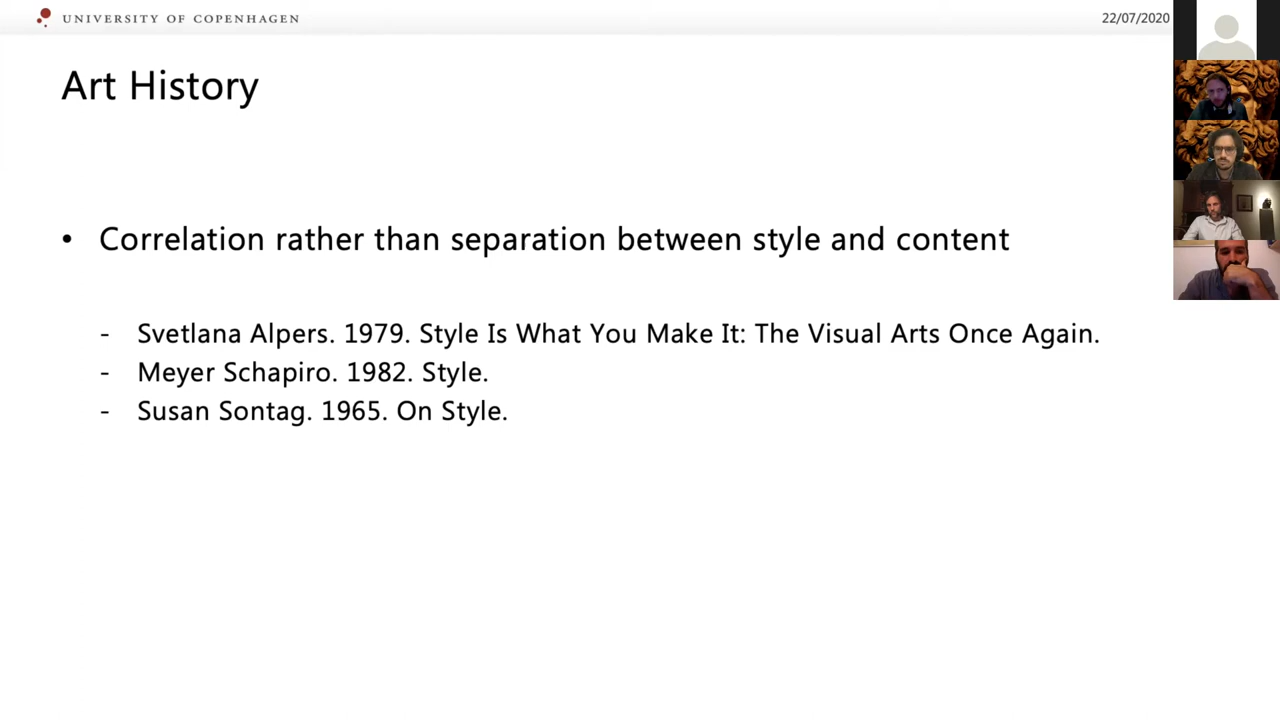 UNIVERSITY OF COPENHAGEN
22/07/2020
Art History
• Correlation rather than separation between style and content
- Svetlana Alpers. 1979. Style Is What You Make It: The Visual Arts Once Again.
- Meyer Schapiro. 1982. Style.
- Susan Sontag. 1965. On Style.